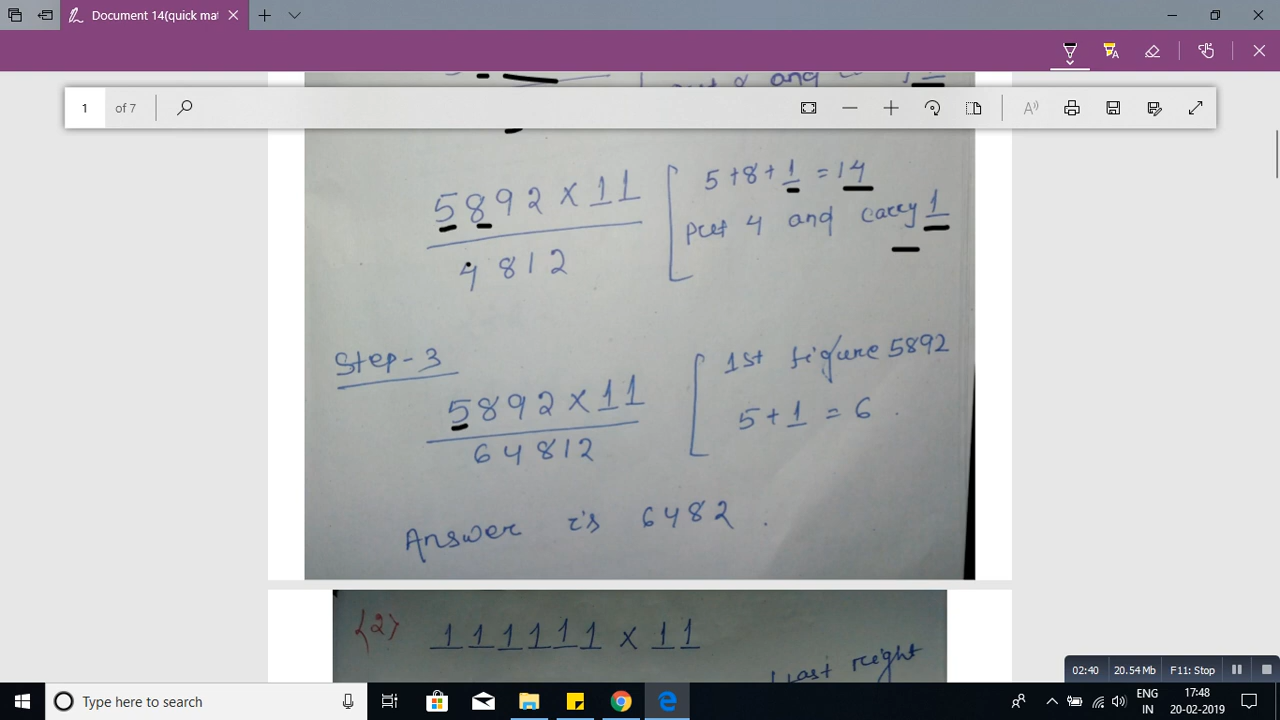 Document 14(quick mat
1 of 7
5892 × 11
5+8+1 = 14
put 4 and carry 1
4812
Step-3
5892 × 11
1st figure 5892
5+1 = 6
64812
Answer is 6482.
{2} 111111 × 11
Last right
02:40 20.54 Mb F11: Stop
Type here to search
ENG
IN
17:48
20-02-2019